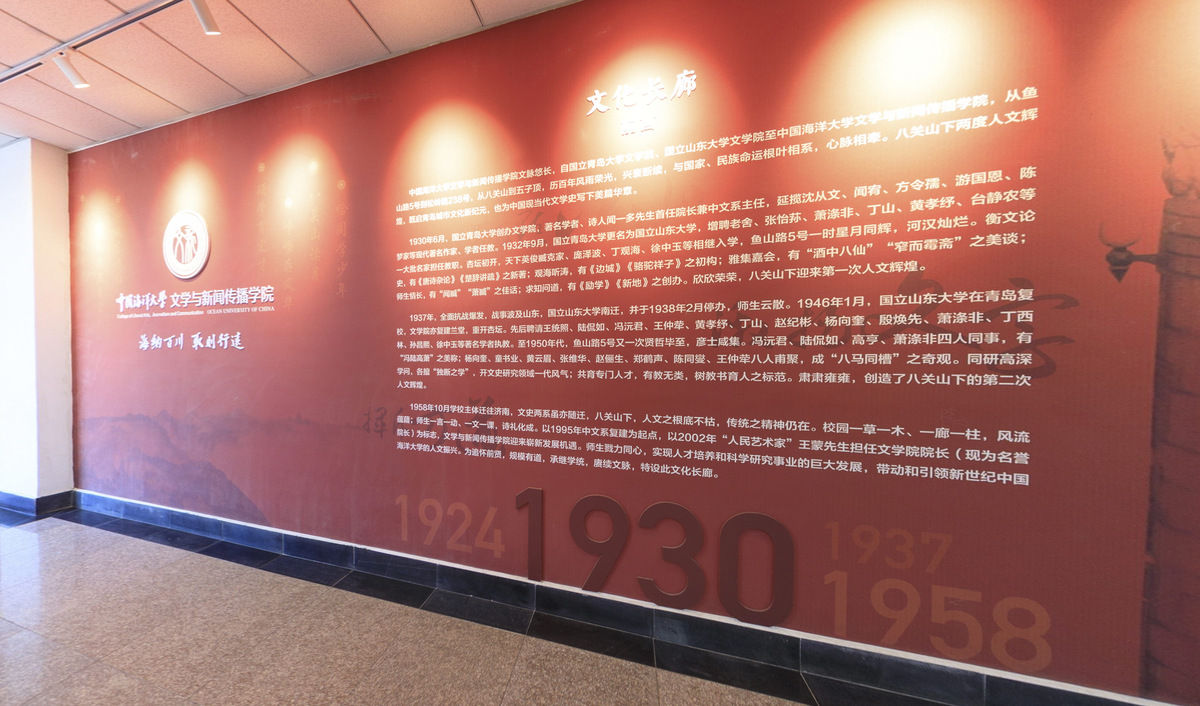 中国海洋大学文学与新闻传播学院
College of Liberal Arts, Journalism and Communication OCEAN UNIVERSITY OF CHINA
海纳百川 取则行远
文化长廊
中国海洋大学文学与新闻传播学院文脉悠长，自国立青岛大学文学院、国立山东大学文学院至中国海洋大学文学与新闻传播学院，从鱼
山路5号到松岭路238号，从八关山到五子顶，历百年风雨荣光，兴衰断续，与国家、民族命运根叶相系，心脉相牵。八关山下两度人文辉
煌，既启青岛城市文化新纪元，也为中国现当代文学史写下美篇华章。
1930年6月，国立青岛大学创办文学院，著名学者、诗人闻一多先生首任院长兼中文系主任，延揽沈从文、闻宥、方令孺、游国恩、陈
梦家等现代著名作家、学者任教。1932年9月，国立青岛大学更名为国立山东大学，增聘老舍、张怡荪、萧涤非、丁山、黄孝纾、台静农等
一大批名家担任教职。杏坛初开，天下英俊臧克家、庞泽波、丁观海、徐中玉等相继入学，鱼山路5号一时星月同辉，河汉灿烂。衡文论
史，有《唐诗杂论》《楚辞讲疏》之新著；观海听涛，有《边城》《骆驼祥子》之初构；雅集嘉会，有“酒中八仙”“窄而霉斋”之美谈；
师生情长，有“闻臧”“萧臧”之佳话；求知问道，有《励学》《新地》之创办。欣欣荣荣，八关山下迎来第一次人文辉煌。
1937年，全面抗战爆发，战事波及山东，国立山东大学南迁，并于1938年2月停办，师生云散。1946年1月，国立山东大学在青岛复
校，文学院亦复建兰堂，重开杏坛。先后聘请王统照、陆侃如、冯沅君、王仲荦、黄孝纾、丁山、赵纪彬、杨向奎、殷焕先、萧涤非、丁西
林、孙昌熙、徐中玉等著名学者执教。至1950年代，鱼山路5号又一次贤哲毕至，彦士咸集。冯沅君、陆侃如、高亨、萧涤非四人同事，有
“冯陆高萧”之美称；杨向奎、童书业、黄云眉、张维华、赵俪生、郑鹤声、陈同燮、王仲荦八人甫聚，成“八马同槽”之奇观。同研高深
学问，各擅“独断之学”，开文史研究领域一代风气；共育专门人才，有教无类，树教书育人之标范。肃肃雍雍，创造了八关山下的第二次
人文辉煌。
1958年10月学校主体迁往济南，文史两系虽亦随迁，八关山下，人文之根底不枯，传统之精神仍在。校园一草一木、一廊一柱，风流
蕴藉；师生一言一动、一文一课，诗礼化成。以1995年中文系复建为起点，以2002年“人民艺术家”王蒙先生担任文学院院长（现为名誉
院长）为标志，文学与新闻传播学院迎来崭新发展机遇。师生戮力同心，实现人才培养和科学研究事业的巨大发展，带动和引领新世纪中国
海洋大学的人文振兴。为追怀前贤，规模有道，承继学统，赓续文脉，特设此文化长廊。
1924
1930
1937
1958